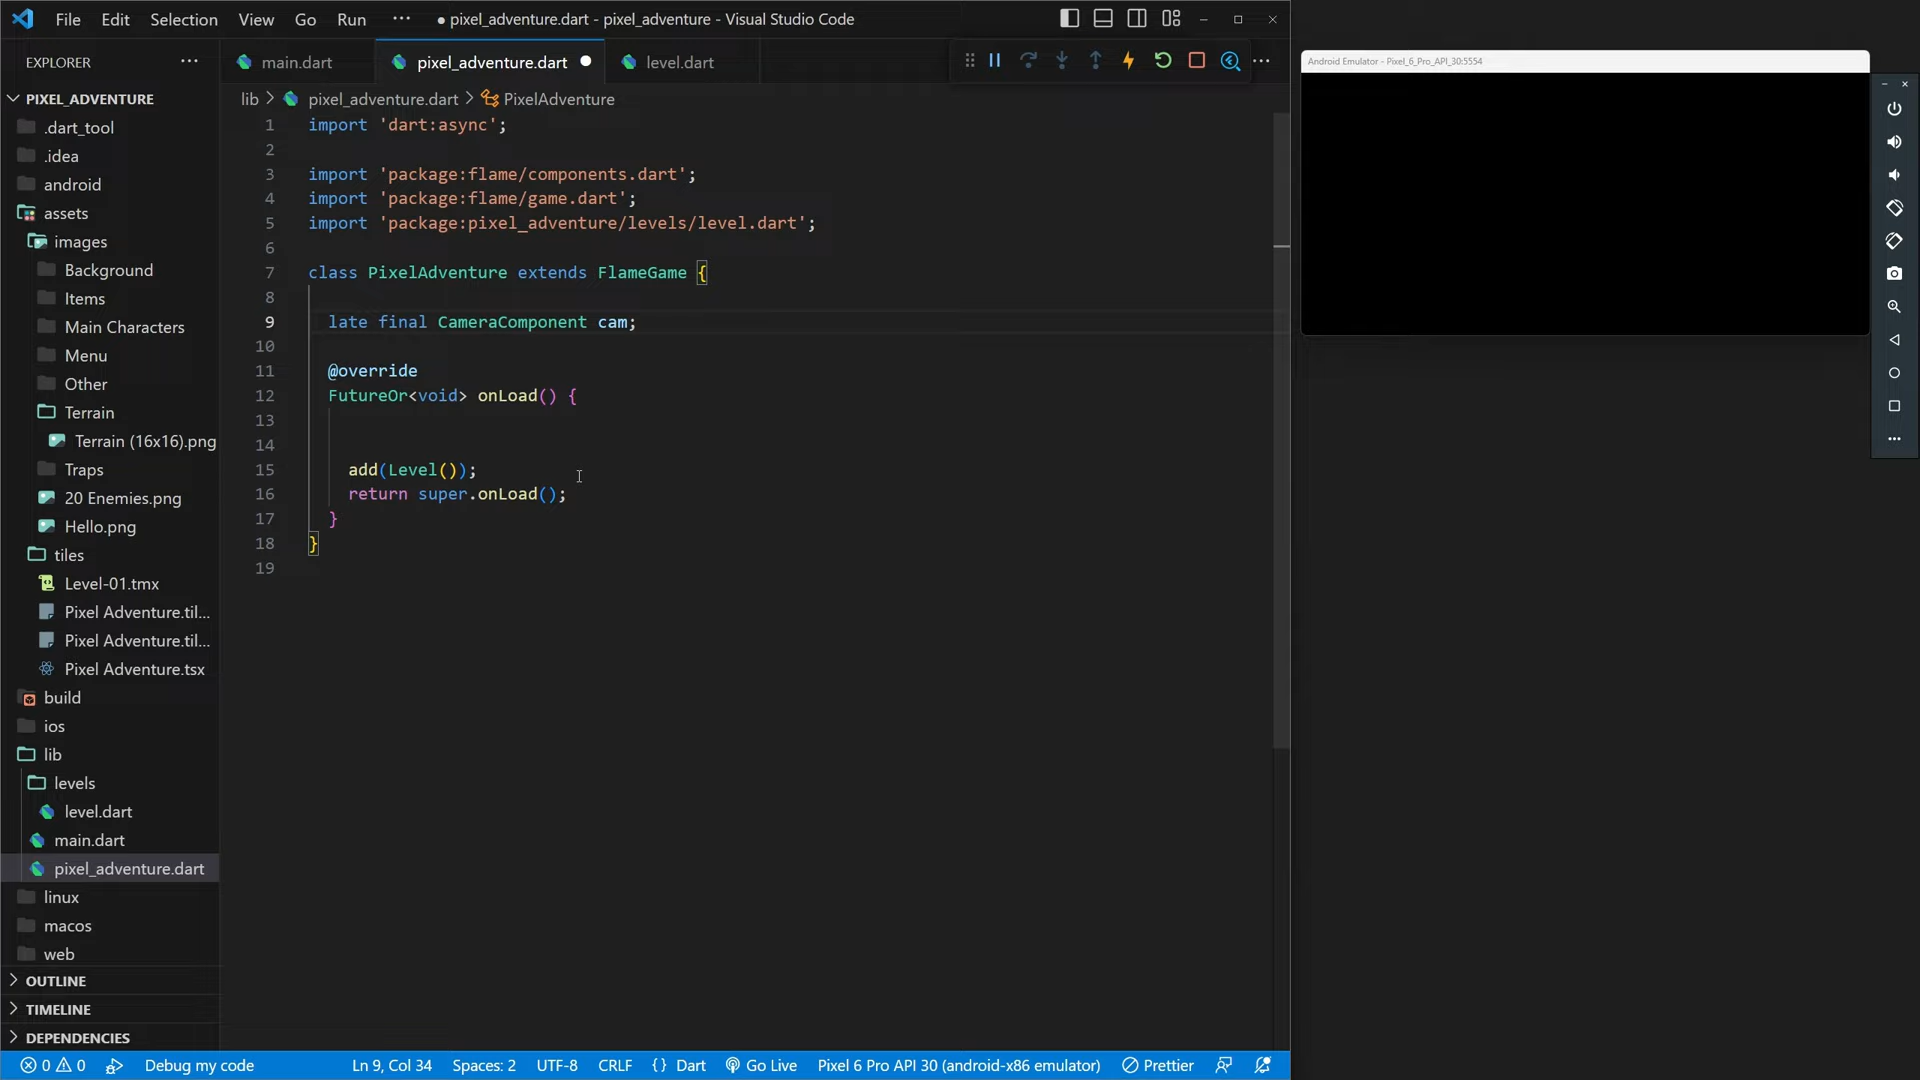 File Edit Selection View Go Run ··· ● pixel_adventure.dart - pixel_adventure - Visual Studio Code
EXPLORER ···
main.dart
pixel_adventure.dart
level.dart
PIXEL_ADVENTURE
.dart_tool
.idea
android
assets
images
Background
Items
Main Characters
Menu
Other
Terrain
Terrain (16x16).png
Traps
20 Enemies.png
Hello.png
tiles
Level-01.tmx
Pixel Adventure.til...
Pixel Adventure.til...
Pixel Adventure.tsx
build
ios
lib
levels
level.dart
main.dart
pixel_adventure.dart
linux
macos
web
OUTLINE
TIMELINE
DEPENDENCIES
lib > pixel_adventure.dart > PixelAdventure
1 import 'dart:async';
2
3 import 'package:flame/components.dart';
4 import 'package:flame/game.dart';
5 import 'package:pixel_adventure/levels/level.dart';
6
7 class PixelAdventure extends FlameGame {
8
9 late final CameraComponent cam;
10
11 @override
12 FutureOr<void> onLoad() {
13
14
15 add(Level());
16 return super.onLoad();
17 }
18 }
19
Android Emulator - Pixel_6_Pro_API_30:5554
0 0 Debug my code Ln 9, Col 34 Spaces: 2 UTF-8 CRLF {} Dart Go Live Pixel 6 Pro API 30 (android-x86 emulator) Prettier